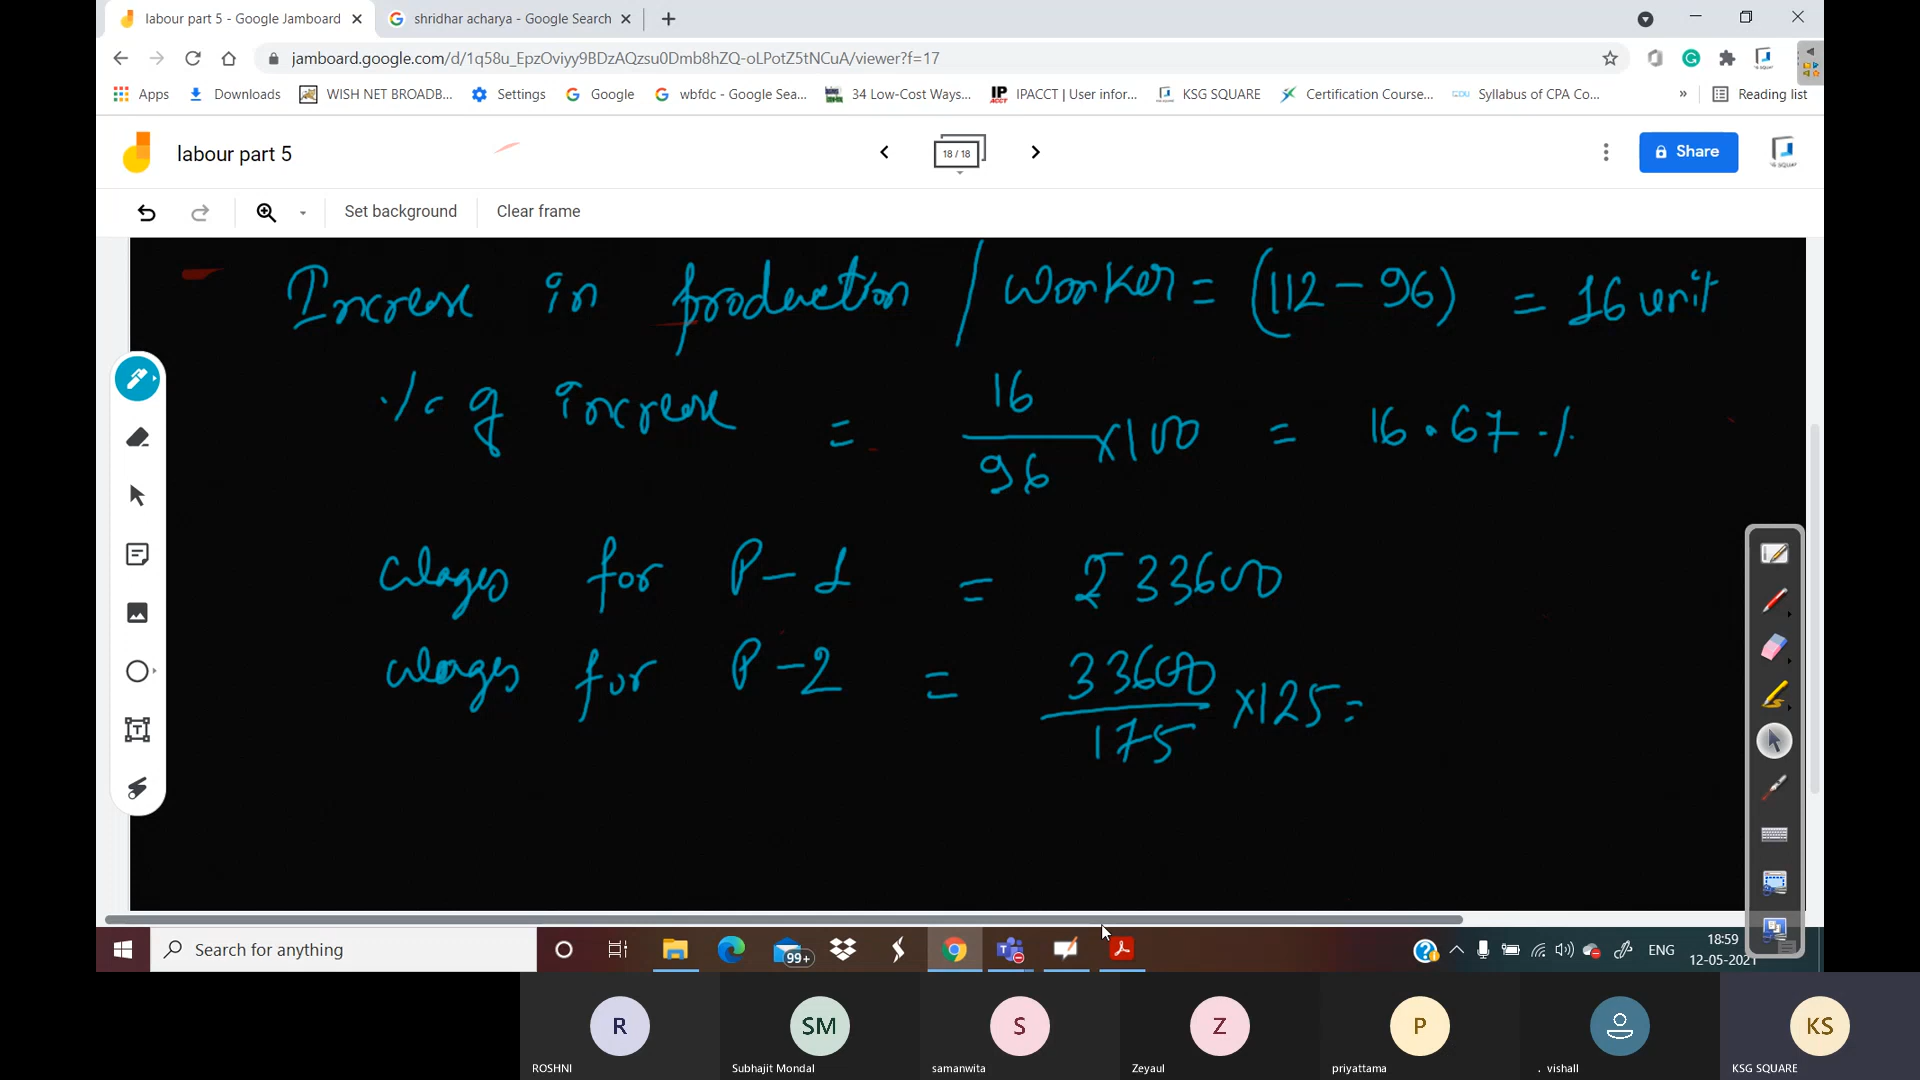 labour part 5 - Google Jamboard
shridhar acharya - Google Search
jamboard.google.com/d/1q58u_EpzOviyy9BDzAQzsu0Dmb8hZQ-oLPotZ5tNCuA/viewer?f=17
Apps Downloads WISH NET BROADB... Settings Google wbfdc - Google Sea... 34 Low-Cost Ways... IPACCT | User infor... KSG SQUARE Certification Course... Syllabus of CPA Co... » Reading list
labour part 5
18 / 18
Share
Set background Clear frame
Increase in production / worker = (112 - 96) = 16 unit
% of increase = 16/96 x100 = 16.67 %
wages for P-1 = ₹ 33600
wages for P-2 = 33600/175 x125 =
Search for anything
99+
ENG
18:59
12-05-2021
R SM S Z P KS
ROSHNI Subhajit Mondal samanwita Zeyaul priyattama . vishall KSG SQUARE